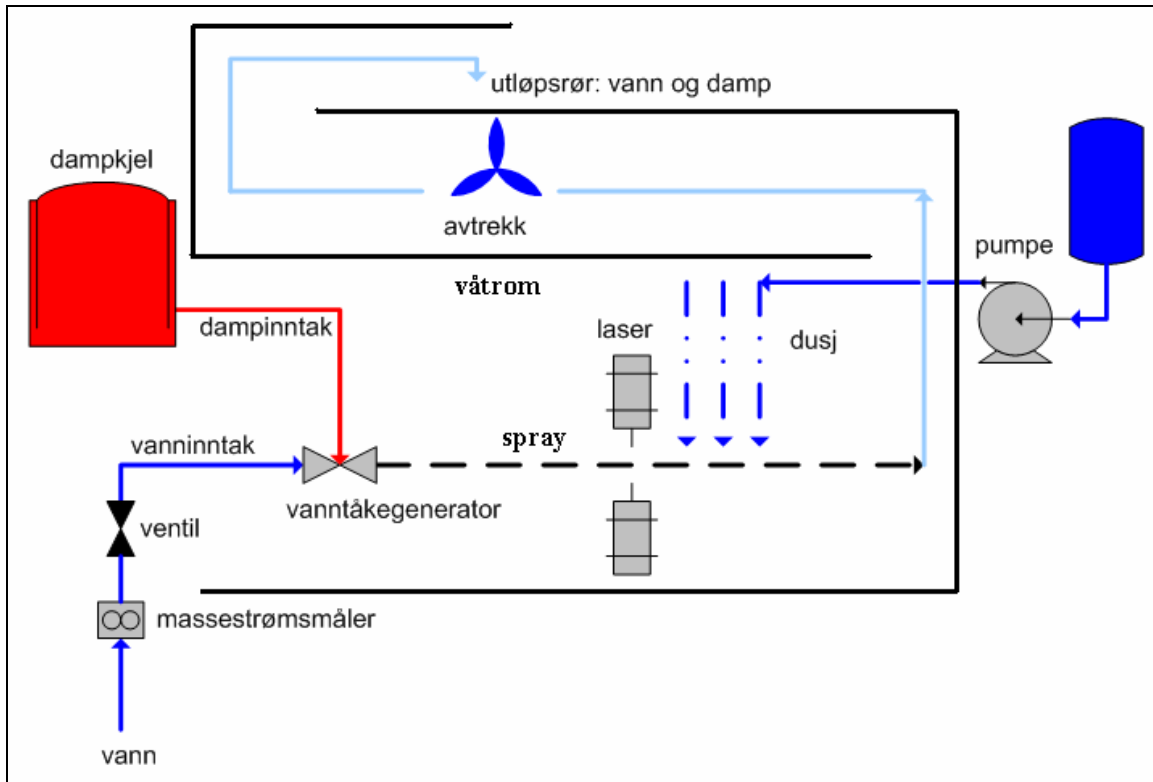 utløpsrør: vann og damp
dampkjel
avtrekk
pumpe
våtrom
dampinntak
laser
dusj
vanninntak
spray
vanntåkegenerator
ventil
massestrømsmåler
vann